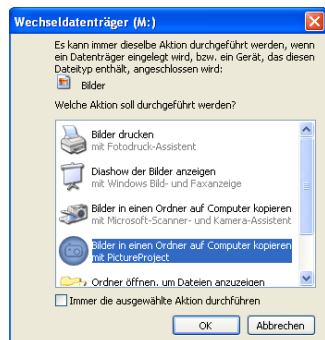 Wechseldatenträger (M:)
Es kann immer dieselbe Aktion durchgeführt werden, wenn
ein Datenträger eingelegt wird, bzw. ein Gerät, das diesen
Dateityp enthält, angeschlossen wird:
Bilder
Welche Aktion soll durchgeführt werden?
Bilder drucken
mit Fotodruck-Assistent
Diashow der Bilder anzeigen
mit Windows Bild- und Faxanzeige
Bilder in einen Ordner auf Computer kopieren
mit Microsoft-Scanner- und Kamera-Assistent
Bilder in einen Ordner auf Computer kopieren
mit PictureProject
Ordner öffnen, um Dateien anzuzeigen
Immer die ausgewählte Aktion durchführen
OK
Abbrechen